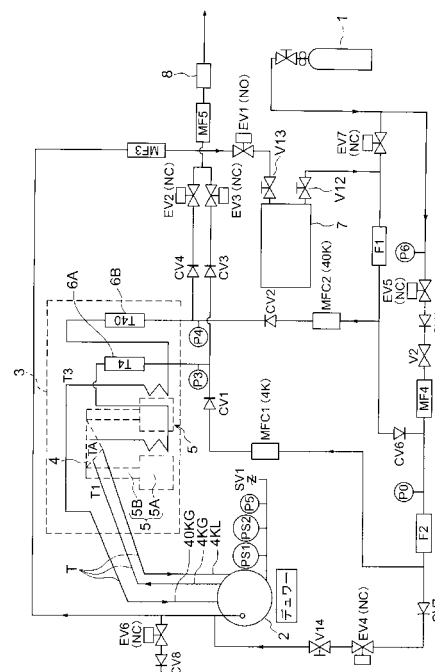 3
6A
6B
T3
T40
T4
4
TA
T1
5
5B
5A
5
T
40KG
4KG
4KL
EV6 (NC)
CV8
2
デュワー
PS1
PS2
P5
SV1
V14
EV4 (NC)
P3
P4
CV1
MFC1 (4K)
CV4
CV3
CV2
MFC2 (40K)
EV2 (NC)
EV3 (NC)
MF3
MF5
8
EV1 (NO)
V13
V12
7
1
EV7 (NC)
F1
P6
EV5 (NC)
V2
MF4
CV6
P0
F2